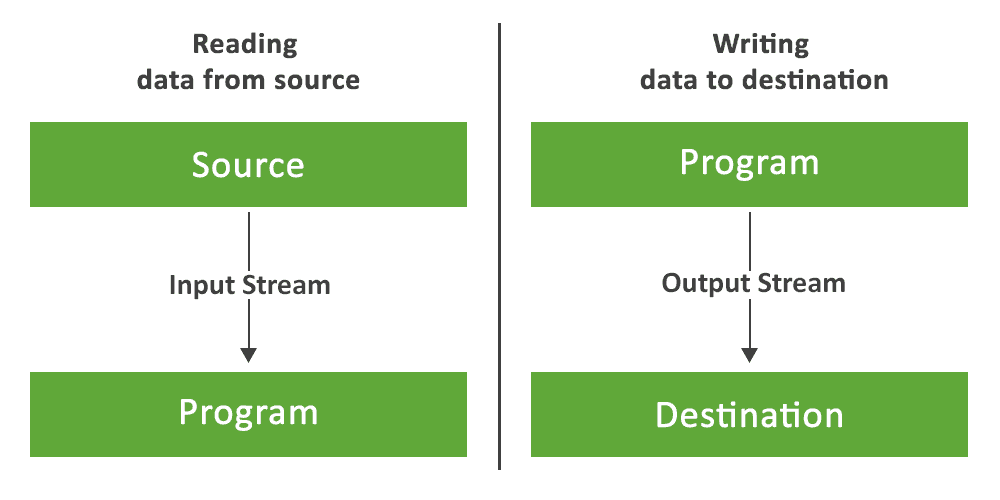 Reading
data from source
Source
Input Stream
Program
Writing
data to destination
Program
Output Stream
Destination